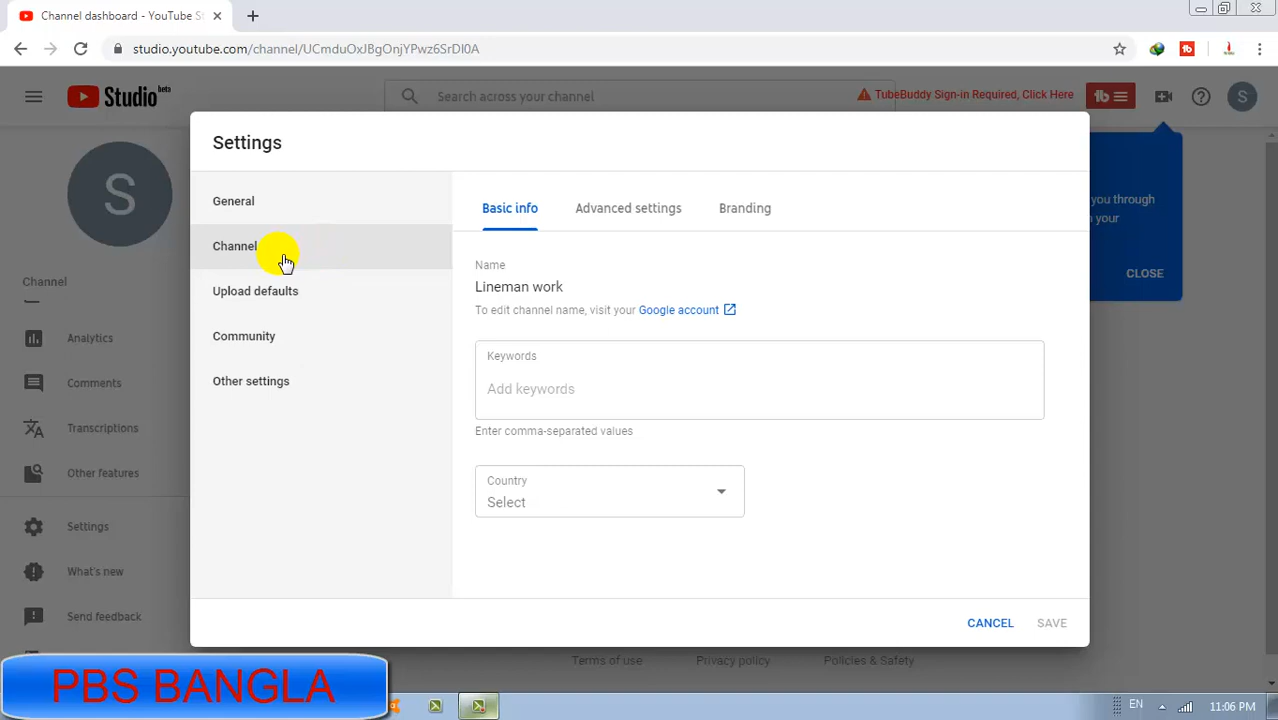 Channel dashboard - YouTube S
studio.youtube.com/channel/UCmduOxJBgOnjYPwz6SrDI0A
Studio beta
Search across your channel
TubeBuddy Sign-in Required, Click Here
S
S
Settings
you through
n your
CLOSE
General
Channel
Upload defaults
Community
Other settings
Basic info
Advanced settings
Branding
Name
Lineman work
To edit channel name, visit your Google account
Keywords
Add keywords
Enter comma-separated values
Country
Select
CANCEL
SAVE
Channel
Analytics
Comments
Transcriptions
Other features
Settings
What's new
Send feedback
Terms of use
Privacy policy
Policies & Safety
PBS BANGLA
EN
11:06 PM